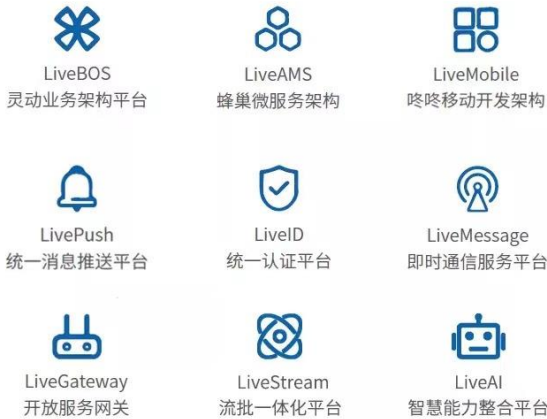 LiveBOS
灵动业务架构平台
LiveAMS
蜂巢微服务架构
LiveMobile
咚咚移动开发架构
LivePush
统一消息推送平台
LiveID
统一认证平台
LiveMessage
即时通信服务平台
LiveGateway
开放服务网关
LiveStream
流批一体化平台
LiveAI
智慧能力整合平台